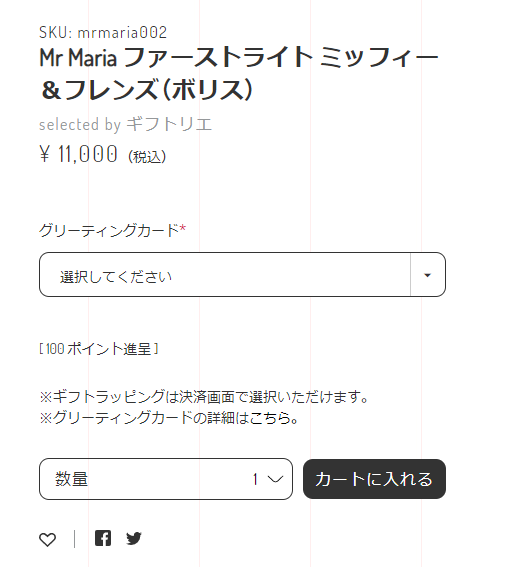 SKU: mrmaria002
Mr Maria ファーストライト ミッフィー
＆フレンズ（ボリス）
selected by ギフトリエ
¥ 11,000 (税込)
グリーティングカード*
選択してください
[ 100 ポイント進呈 ]
※ギフトラッピングは決済画面で選択いただけます。
※グリーティングカードの詳細はこちら。
数量 1
カートに入れる